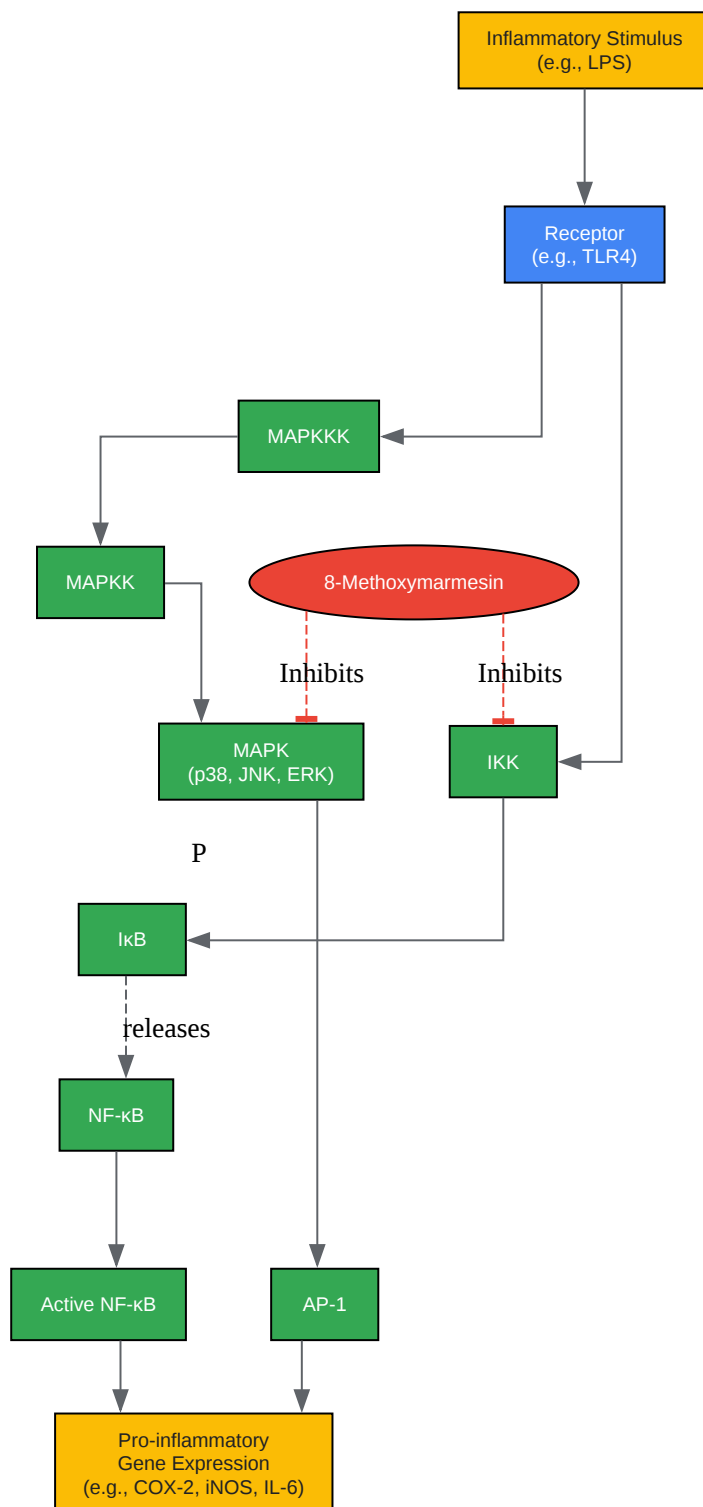 Inflammatory Stimulus
(e.g., LPS)
Receptor
(e.g., TLR4)
MAPKKK
MAPKK
8-Methoxymarmesin
Inhibits
Inhibits
MAPK
(p38, JNK, ERK)
IKK
P
IκB
releases
NF-κB
Active NF-κB
AP-1
Pro-inflammatory
Gene Expression
(e.g., COX-2, iNOS, IL-6)